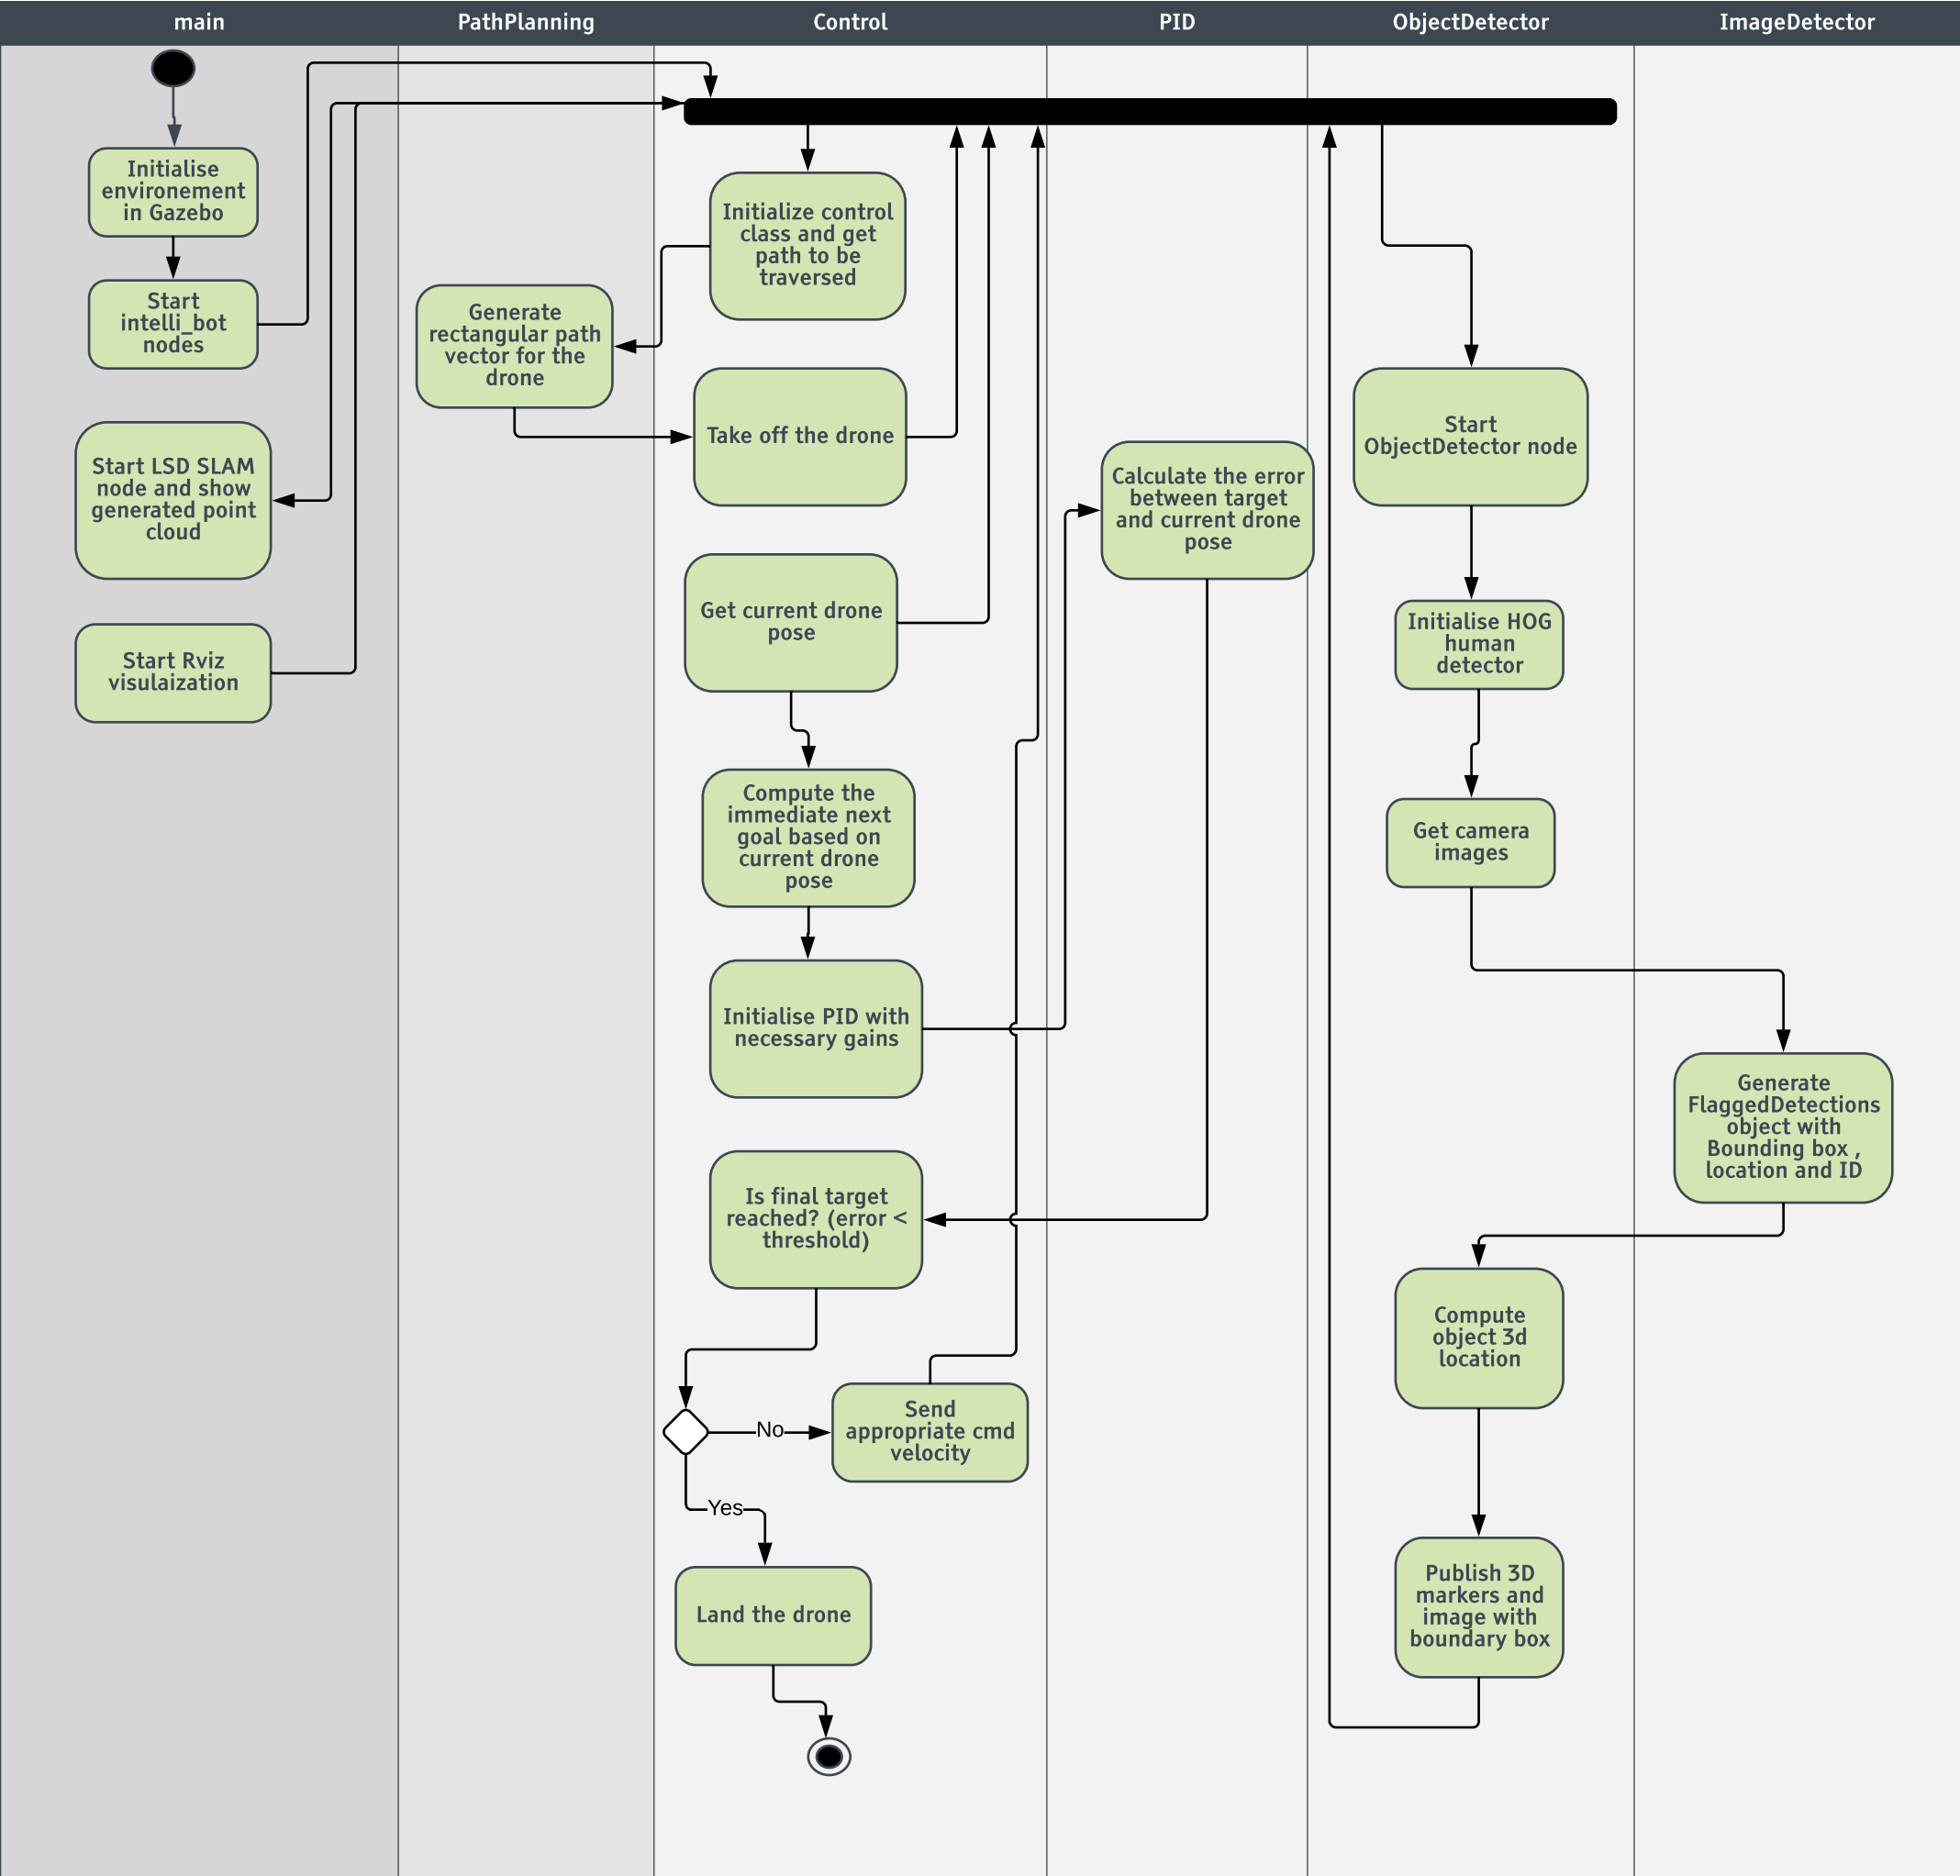 main
PathPlanning
Control
PID
ObjectDetector
ImageDetector
Initialise
environement
in Gazebo
Start
intelli_bot
nodes
Start LSD SLAM
node and show
generated point
cloud
Start Rviz
visulaization
Generate
rectangular path
vector for the
drone
Initialize control
class and get
path to be
traversed
Take off the drone
Get current drone
pose
Compute the
immediate next
goal based on
current drone
pose
Initialise PID with
necessary gains
Is final target
reached? (error <
threshold)
No
Send
appropriate cmd
velocity
Yes
Land the drone
Calculate the error
between target
and current drone
pose
Start
ObjectDetector node
Initialise HOG
human
detector
Get camera
images
Generate
FlaggedDetections
object with
Bounding box ,
location and ID
Compute
object 3d
location
Publish 3D
markers and
image with
boundary box